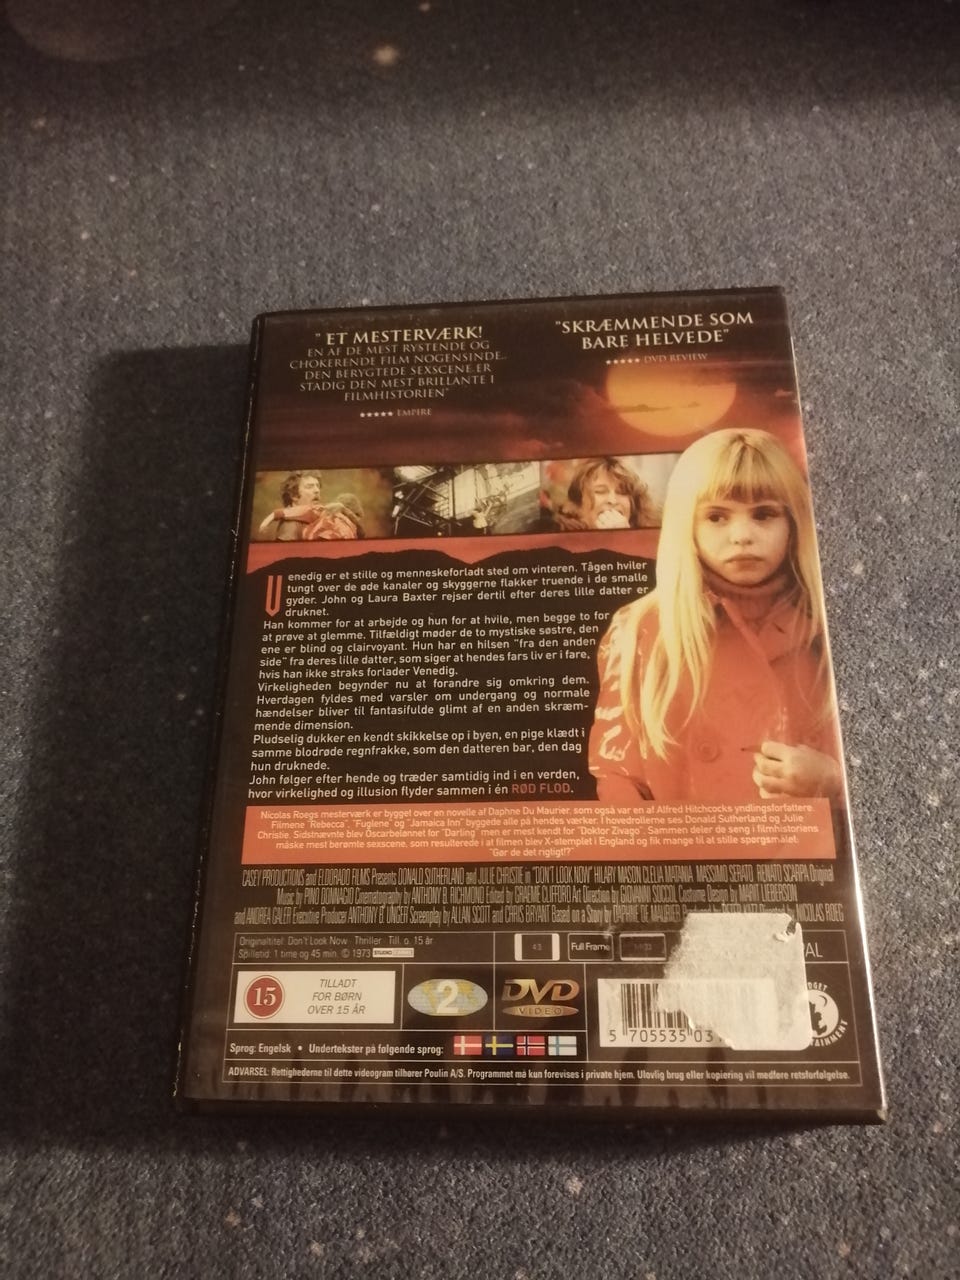 " ET MESTERVÆRK!
EN AF DE MEST RYSTENDE OG
CHOKERENDE FILM NOGENSINDE..
DEN BERYGTEDE SEXSCENE ER
STADIG DEN MEST BRILLANTE I
FILMHISTORIEN"
★★★★★ EMPIRE
"SKRÆMMENDE SOM
BARE HELVEDE"
★★★★★ DVD REVIEW
Venedig er et stille og menneskeforladt sted om vinteren. Tågen hviler
tungt over de øde kanaler og skyggerne flakker truende i de smalle
gyder. John og Laura Baxter rejser dertil efter deres lille datter er
druknet.
Han kommer for at arbejde og hun for at hvile, men begge to for
at prøve at glemme. Tilfældigt møder de to mystiske søstre, den
ene er blind og clairvoyant. Hun har en hilsen "fra den anden
side" fra deres lille datter, som siger at hendes fars liv er i fare,
hvis han ikke straks forlader Venedig.
Virkeligheden begynder nu at forandre sig omkring dem.
Hverdagen fyldes med varsler om undergang og normale
hændelser bliver til fantasifulde glimt af en anden skræm-
mende dimension.
Pludselig dukker en kendt skikkelse op i byen, en pige klædt i
samme blodrøde regnfrakke, som den datteren bar, den dag
hun druknede.
John følger efter hende og træder samtidig ind i en verden,
hvor virkelighed og illusion flyder sammen i én RØD FLOD.
Nicolas Roegs mesterværk er bygget over en novelle af Daphne Du Maurier, som også var en af Alfred Hitchcocks yndlingsforfattere.
Filmene "Rebecca", "Fuglene" og "Jamaica Inn" byggede alle på hendes værker. I hovedrollerne ses Donald Sutherland og Julie
Christie. Sidstnævnte blev Oscarbelønnet for "Darling" men er mest kendt for "Doktor Zivago". Sammen deler de seng i filmhistoriens
måske mest berømte sexscene, som resulterede i at filmen blev X-stemplet i England og fik mange til at stille spørgsmålet:
"Gør de det rigtigt!?"
CASEY PRODUCTIONS and ELDORADO FILMS Presents DONALD SUTHERLAND and JULIE CHRISTIE in "DON'T LOOK NOW" HILARY MASON CLELIA MATANIA MASSIMO SERATO RENATO SCARPA Original
Music by PINO DONNAGIO Cinematography by ANTHONY B. RICHMOND Edited by GRAEME CLIFFORD Art Direction by GIOVANNI SOCCOL Costume Design by MARIT LIEBERSON
and ANDREA GALER Executive Producer ANTHONY B. UNGER Screenplay by ALLAN SCOTT and CHRIS BRYANT Based on a Story by DAPHNE DU MAURIER PETER KATZ Directed by NICOLAS ROEG
Originaltitel: Don't Look Now Thriller Till. o. 15 år
Spilletid: 1 time og 45 min. © 1973 STUDIO
4:3 Full Frame
AL
15
TILLADT
FOR BØRN
OVER 15 ÅR
2
DVD
VIDEO
5 705535 03
Sprog: Engelsk • Undertekster på følgende sprog:
ADVARSEL: Rettighederne til dette videogram tilhører Poulin A/S. Programmet må kun forevises i private hjem. Ulovlig brug eller kopiering vil medføre retsforfølgelse.